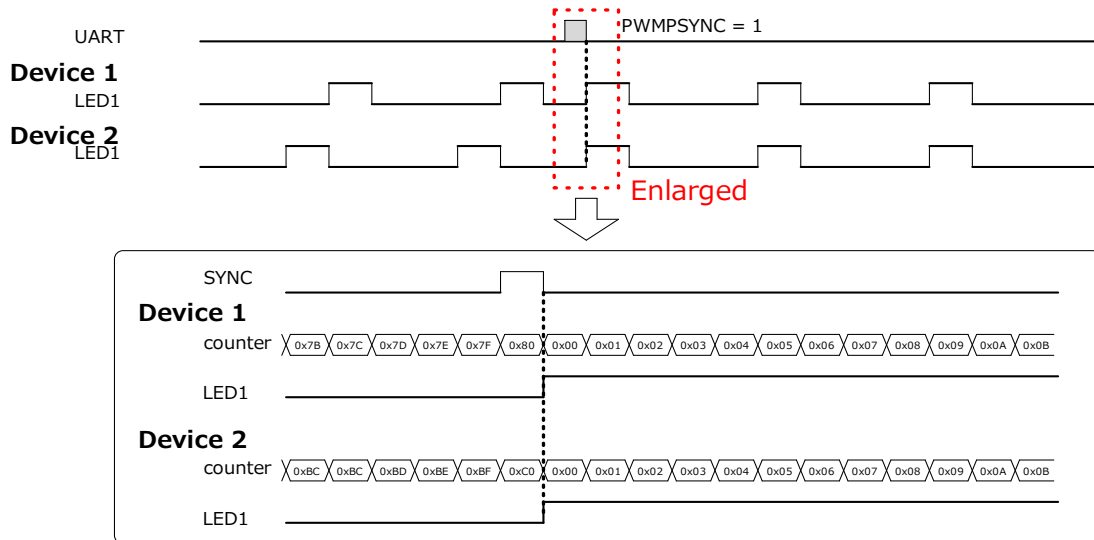 UART
PWMPSYNC = 1
Device 1
LED1
Device 2
LED1
Enlarged
SYNC
Device 1
counter 0x7B 0x7C 0x7D 0x7E 0x7F 0x80 0x00 0x01 0x02 0x03 0x04 0x05 0x06 0x07 0x08 0x09 0x0A 0x0B
LED1
Device 2
counter 0xBC 0xBC 0xBD 0xBE 0xBF 0xC0 0x00 0x01 0x02 0x03 0x04 0x05 0x06 0x07 0x08 0x09 0x0A 0x0B
LED1